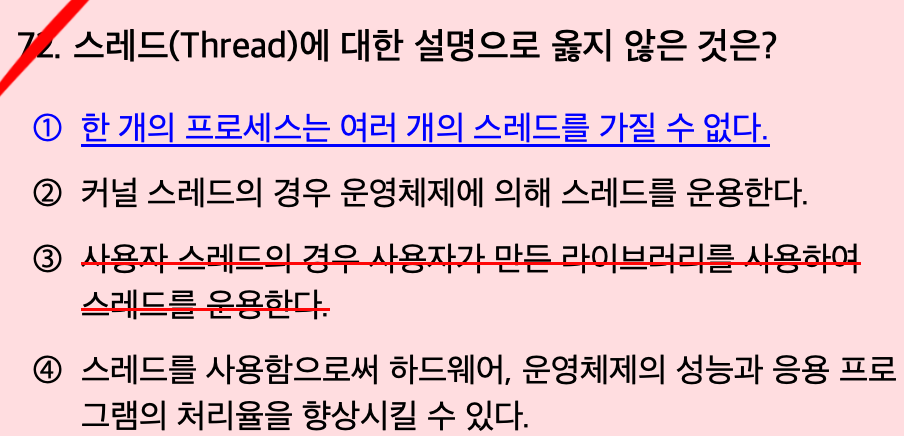 72. 스레드(Thread)에 대한 설명으로 옳지 않은 것은?
① 한 개의 프로세스는 여러 개의 스레드를 가질 수 없다.
② 커널 스레드의 경우 운영체제에 의해 스레드를 운용한다.
③ 사용자 스레드의 경우 사용자가 만든 라이브러리를 사용하여
스레드를 운용한다.
④ 스레드를 사용함으로써 하드웨어, 운영체제의 성능과 응용 프로
그램의 처리율을 향상시킬 수 있다.